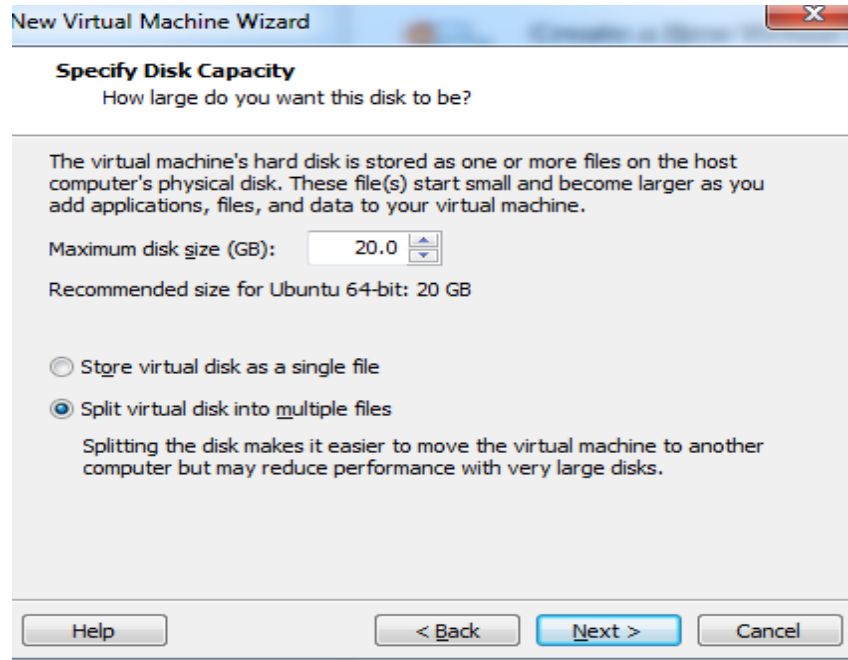 New Virtual Machine Wizard
Specify Disk Capacity
How large do you want this disk to be?
The virtual machine's hard disk is stored as one or more files on the host
computer's physical disk. These file(s) start small and become larger as you
add applications, files, and data to your virtual machine.
Maximum disk size (GB): 20.0
Recommended size for Ubuntu 64-bit: 20 GB
Store virtual disk as a single file
Split virtual disk into multiple files
Splitting the disk makes it easier to move the virtual machine to another
computer but may reduce performance with very large disks.
Help < Back Next > Cancel